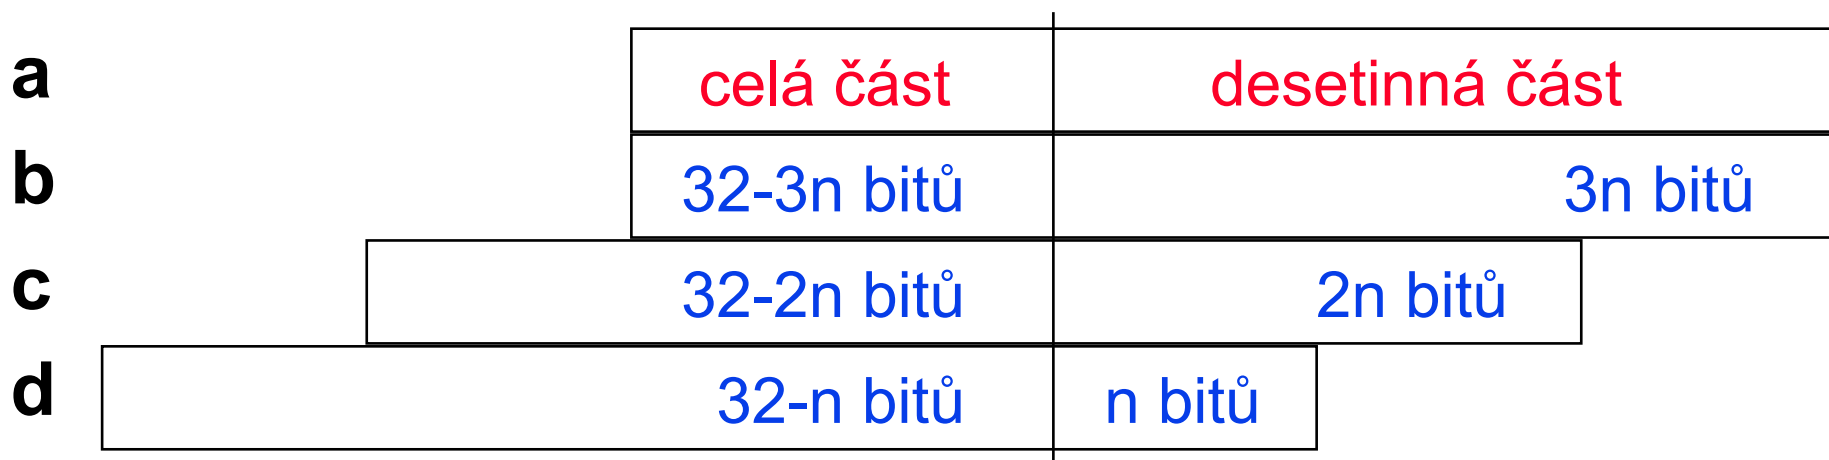 a celá část desetinná část
b 32-3n bitů 3n bitů
c 32-2n bitů 2n bitů
d 32-n bitů n bitů